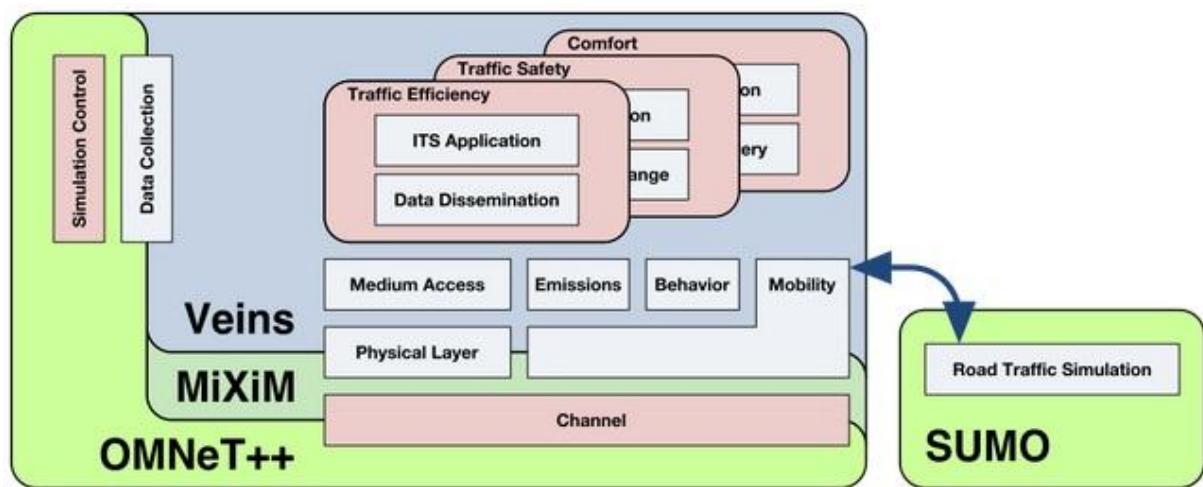 Comfort
Traffic Safety
Traffic Efficiency
Simulation Control
Data Collection
ITS Application
on
on
Data Dissemination
ange
ery
Medium Access
Emissions
Behavior
Mobility
Veins
Physical Layer
Road Traffic Simulation
MiXiM
Channel
OMNeT++
SUMO